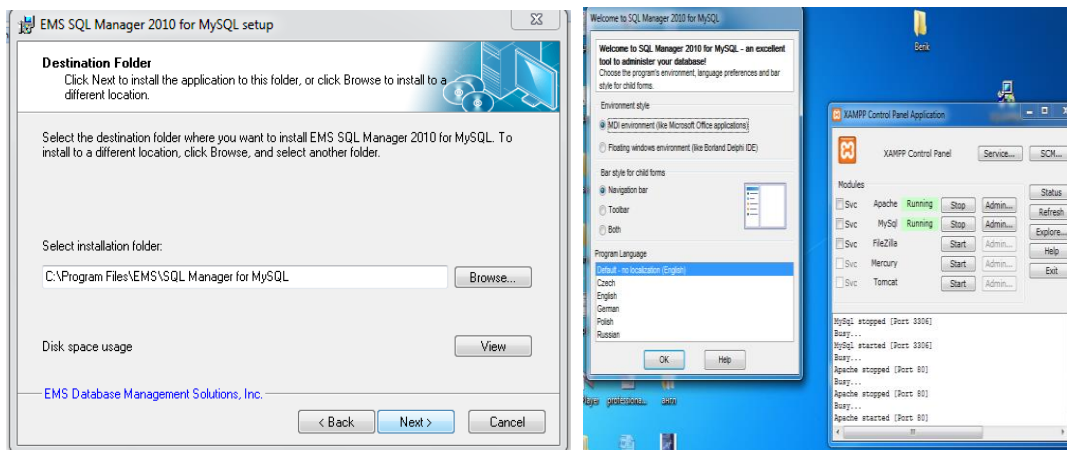 EMS SQL Manager 2010 for MySQL setup
Destination Folder
Click Next to install the application to this folder, or click Browse to install to a
different location.
Select the destination folder where you want to install EMS SQL Manager 2010 for MySQL. To
install to a different location, click Browse, and select another folder.
Select installation folder:
C:\Program Files\EMS\SQL Manager for MySQL
Browse...
Disk space usage
View
EMS Database Management Solutions, Inc.
< Back
Next >
Cancel
Welcome to SQL Manager 2010 for MySQL
Welcome to SQL Manager 2010 for MySQL - an excellent
tool to administer your database!
Choose the program's environment, language preferences and bar
style for child forms.
Environment style
MDI environment (like Microsoft Office applications)
Floating windows environment (like Borland Delphi IDE)
Bar style for child forms
Navigation bar
Toolbar
Both
Program Language
Default - no localization (English)
Czech
English
German
Polish
Russian
OK
Help
Berik
XAMPP Control Panel Application
XAMPP Control Panel
Service...
SCM...
Modules
Status
Svc Apache Running Stop Admin...
Refresh
Svc MySql Running Stop Admin...
Explore...
Svc FileZilla Start Admin...
Help
Svc Mercury Start Admin...
Exit
Svc Tomcat Start Admin...
MySql stopped [Port 3306]
Busy...
MySql started [Port 3306]
Busy...
Apache stopped [Port 80]
Busy...
Apache stopped [Port 80]
Busy...
Apache started [Port 80]